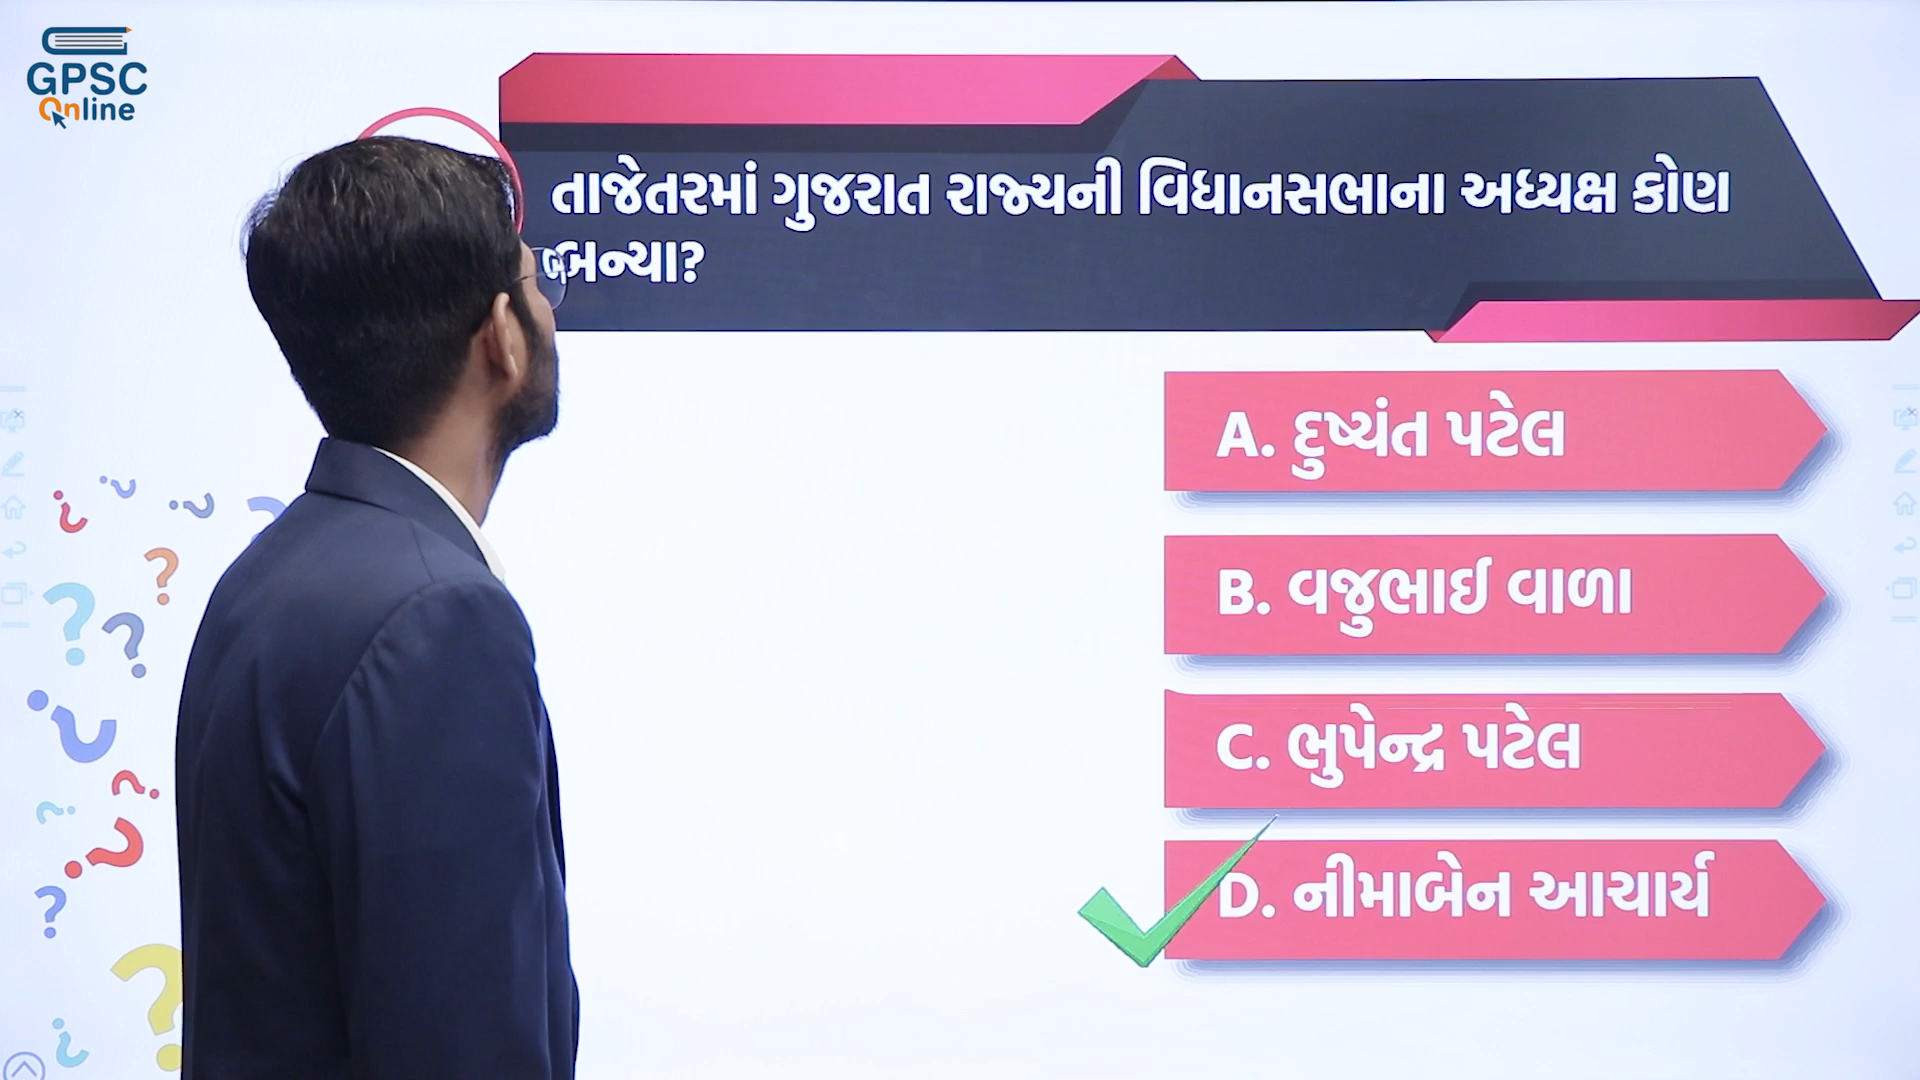 GPSC
Online
તાજેતરમાં ગુજરાત રાજ્યની વિધાનસભાના અધ્યક્ષ કોણ
બન્યા?
A. દુષ્યંત પટેલ
B. વજુભાઈ વાળા
C. ભુપેન્દ્ર પટેલ
D. નીમાબેન આચાર્ય